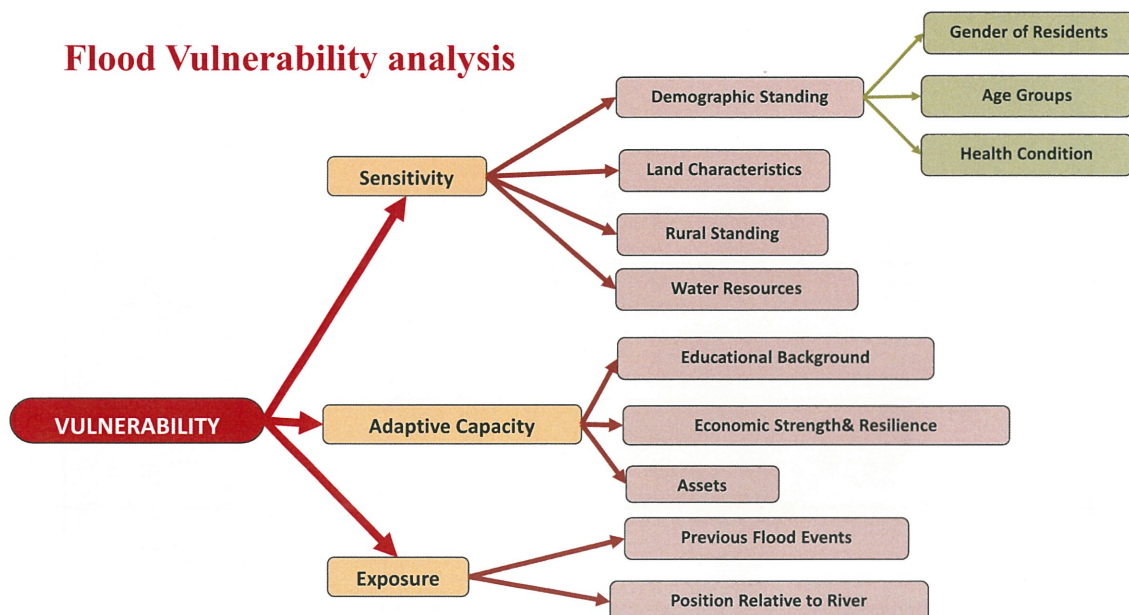 Flood Vulnerability analysis
Gender of Residents
Demographic Standing
Age Groups
Health Condition
Sensitivity
Land Characteristics
Rural Standing
Water Resources
Educational Background
VULNERABILITY
Adaptive Capacity
Economic Strength& Resilience
Assets
Previous Flood Events
Exposure
Position Relative to River